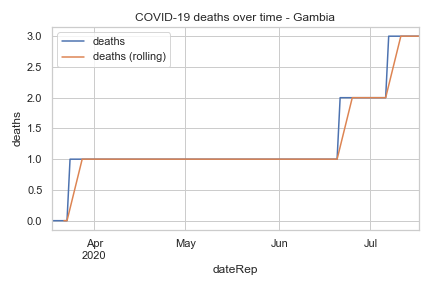 COVID-19 deaths over time - Gambia
deaths
deaths (rolling)
3.0
2.5
2.0
1.5
1.0
0.5
0.0
deaths
Apr
2020
May
Jun
Jul
dateRep